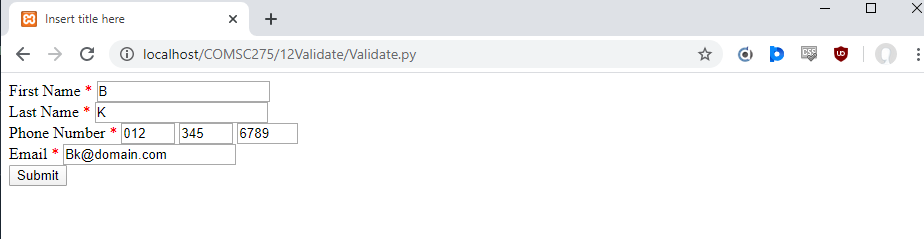 Insert title here
localhost/COMSC275/12Validate/Validate.py
First Name * B
Last Name * K
Phone Number * 012 345 6789
Email * Bk@domain.com
Submit